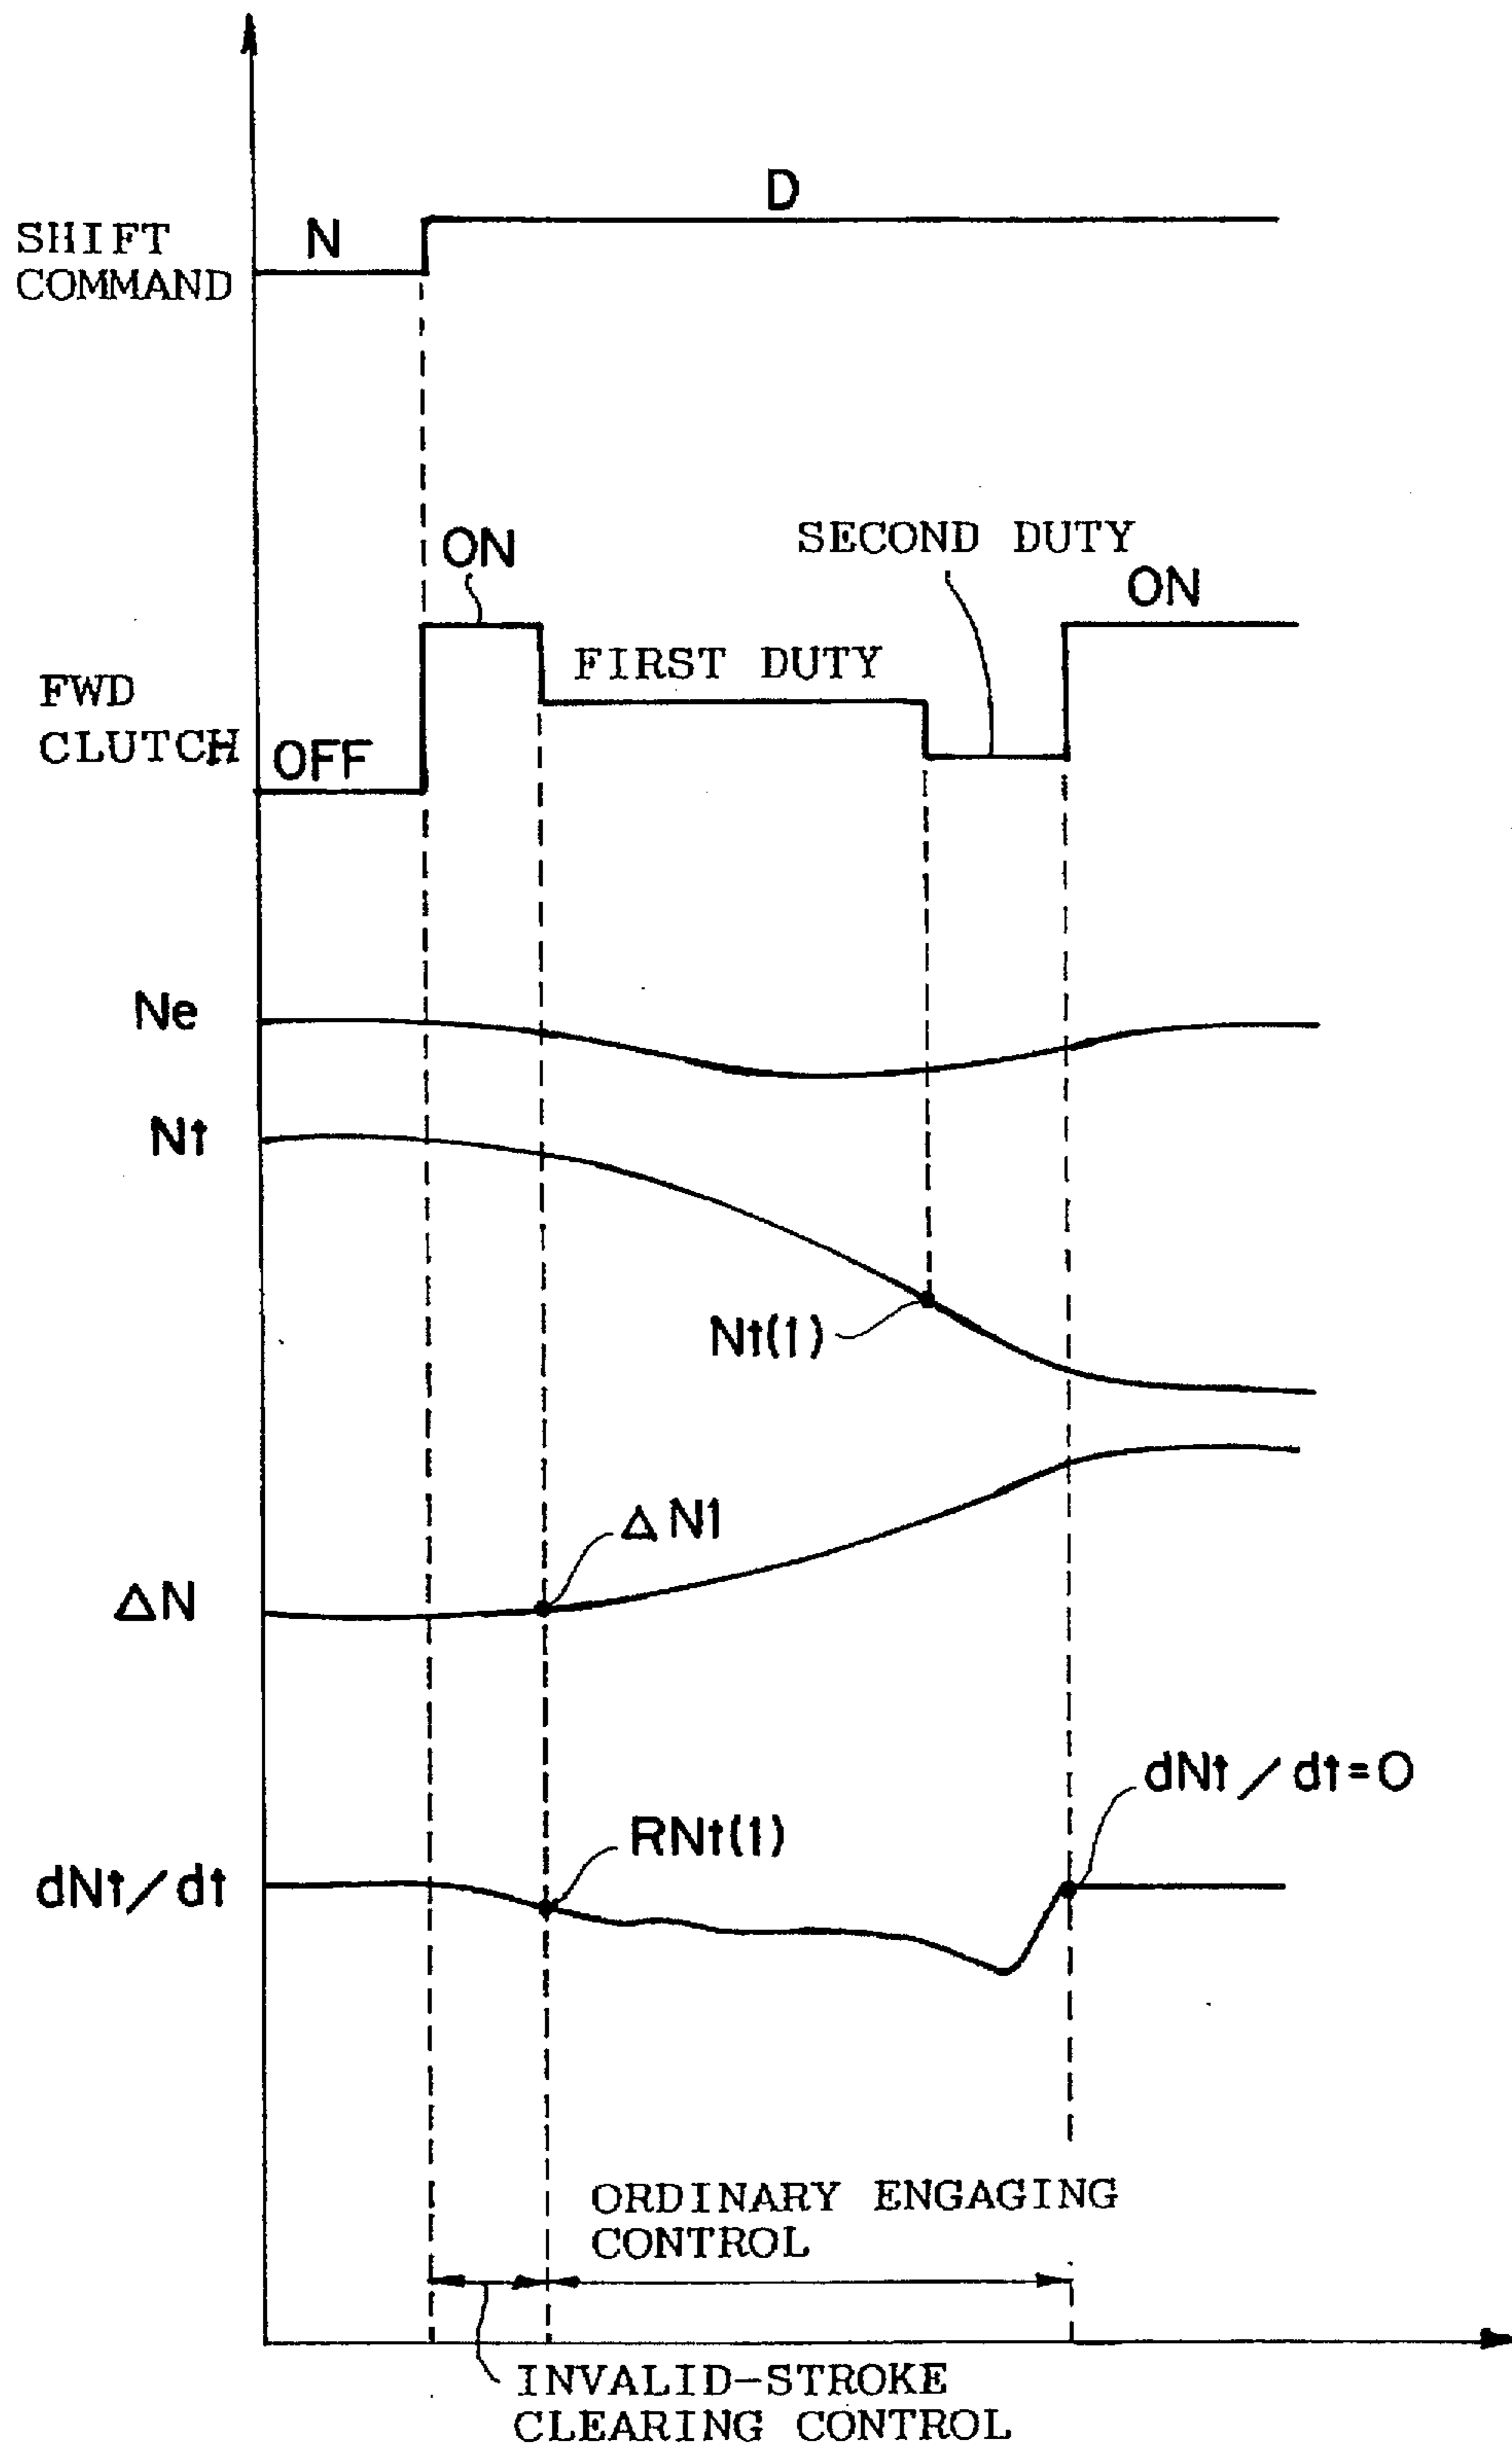 D
N
SHIFT
COMMAND
SECOND DUTY
ON
ON
FIRST DUTY
FWD
CLUTCH
OFF
Ne
Nt
Nt(1)
ΔN1
ΔN
dNt/dt=0
RNt(1)
dNt/dt
ORDINARY ENGAGING
CONTROL
INVALID-STROKE
CLEARING CONTROL